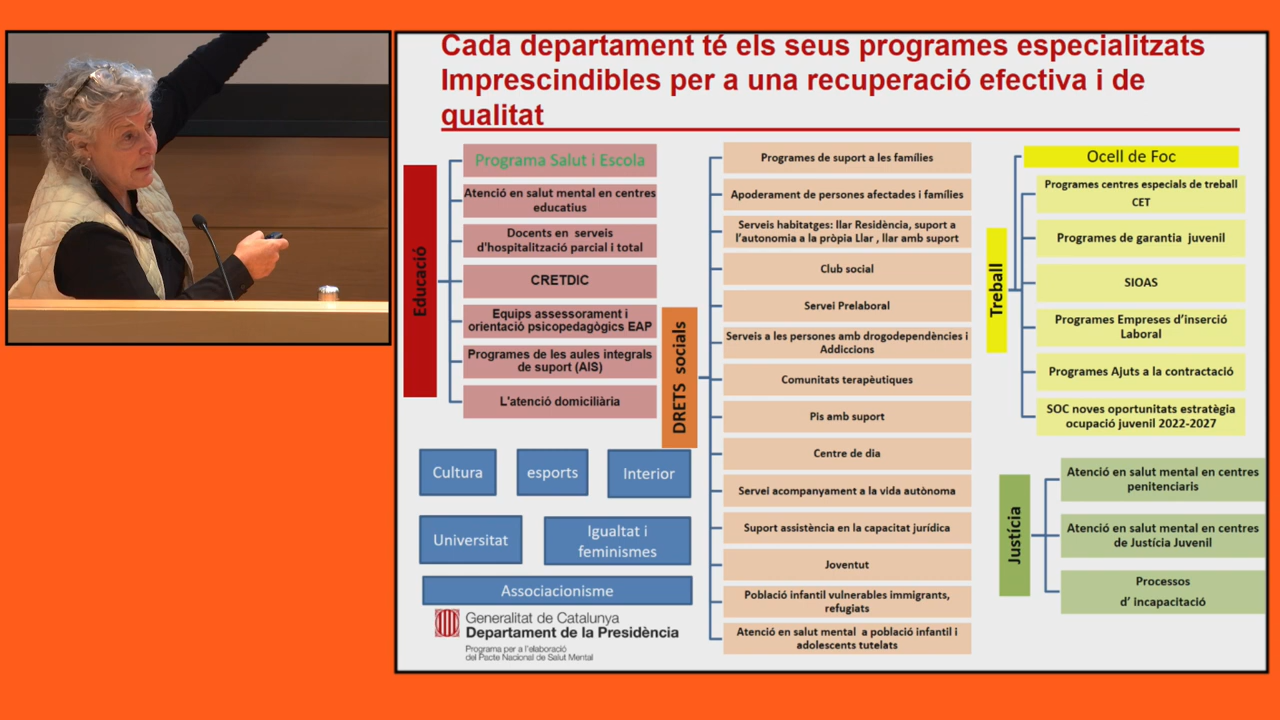 Cada departament té els seus programes especialitzats
Imprescindibles per a una recuperació efectiva i de
qualitat
Educació
Programa Salut i Escola
Atenció en salut mental en centres
educatius
Docents en serveis
d'hospitalització parcial i total
CRETDIC
Equips assessorament i
orientació psicopedagògics EAP
Programes de les aules integrals
de suport (AIS)
L'atenció domiciliària
DRETS socials
Programes de suport a les famílies
Apoderament de persones afectades i famílies
Serveis habitatges: llar Residència, suport a
l'autonomia a la pròpia Llar , llar amb suport
Club social
Servei Prelaboral
Serveis a les persones amb drogodependències i
Addiccions
Comunitats terapèutiques
Pis amb suport
Centre de dia
Servei acompanyament a la vida autònoma
Suport assistència en la capacitat jurídica
Joventut
Població infantil vulnerables immigrants,
refugiats
Atenció en salut mental a població infantil i
adolescents tutelats
Treball
Ocell de Foc
Programes centres especials de treball
CET
Programes de garantia juvenil
SIOAS
Programes Empreses d'inserció
Laboral
Programes Ajuts a la contractació
SOC noves oportunitats estratègia
ocupació juvenil 2022-2027
Justícia
Atenció en salut mental en centres
penitenciaris
Atenció en salut mental en centres
de Justícia Juvenil
Processos
d' incapacitació
Cultura
esports
Interior
Universitat
Igualtat i
feminismes
Associacionisme
Generalitat de Catalunya
Departament de la Presidència
Programa per a l'elaboració
del Pacte Nacional de Salut Mental